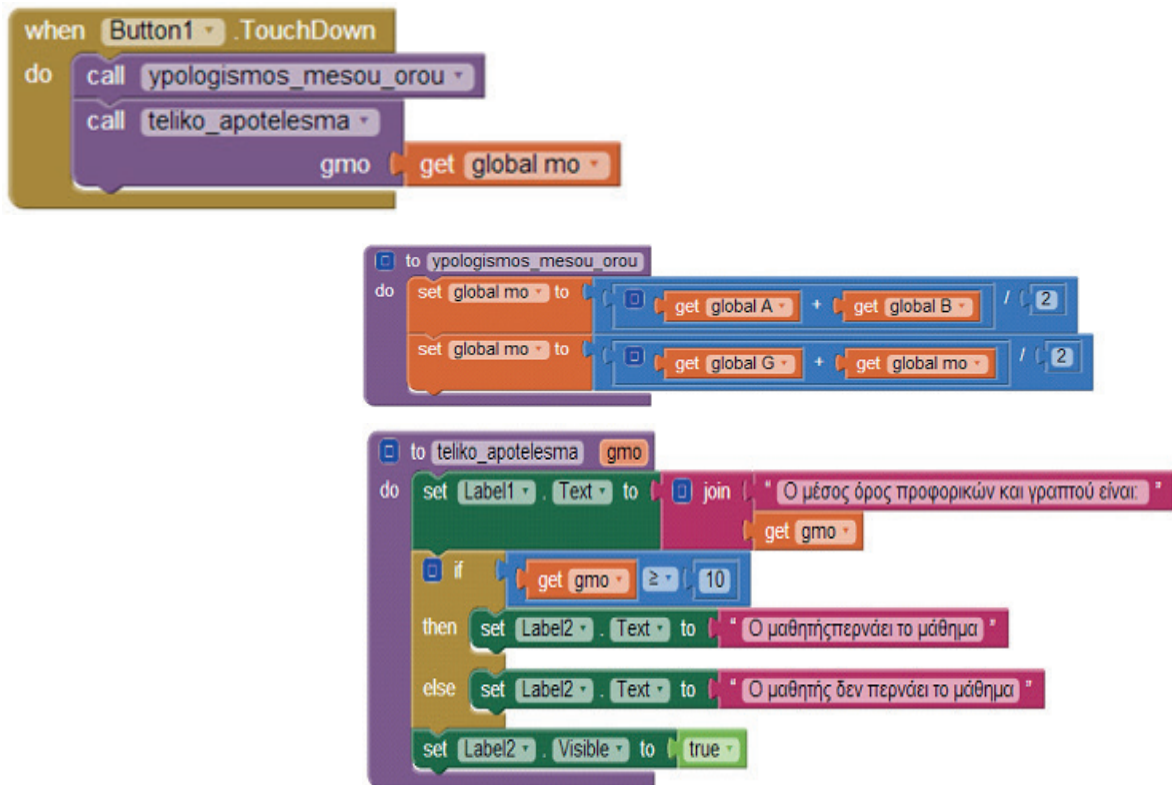 when Button1 .TouchDown
do call ypologismos_mesou_orou
call teliko_apotelesma
gmo get global mo
to ypologismos_mesou_orou
do set global mo to get global A + get global B / 2
set global mo to get global G + get global mo / 2
to teliko_apotelesma gmo
do set Label1 . Text to join " Ο μέσος όρος προφορικών και γραπτού είναι: "
get gmo
if get gmo ≥ 10
then set Label2 . Text to " Ο μαθητήςπερνάει το μάθημα "
else set Label2 . Text to " Ο μαθητής δεν περνάει το μάθημα "
set Label2 . Visible to true